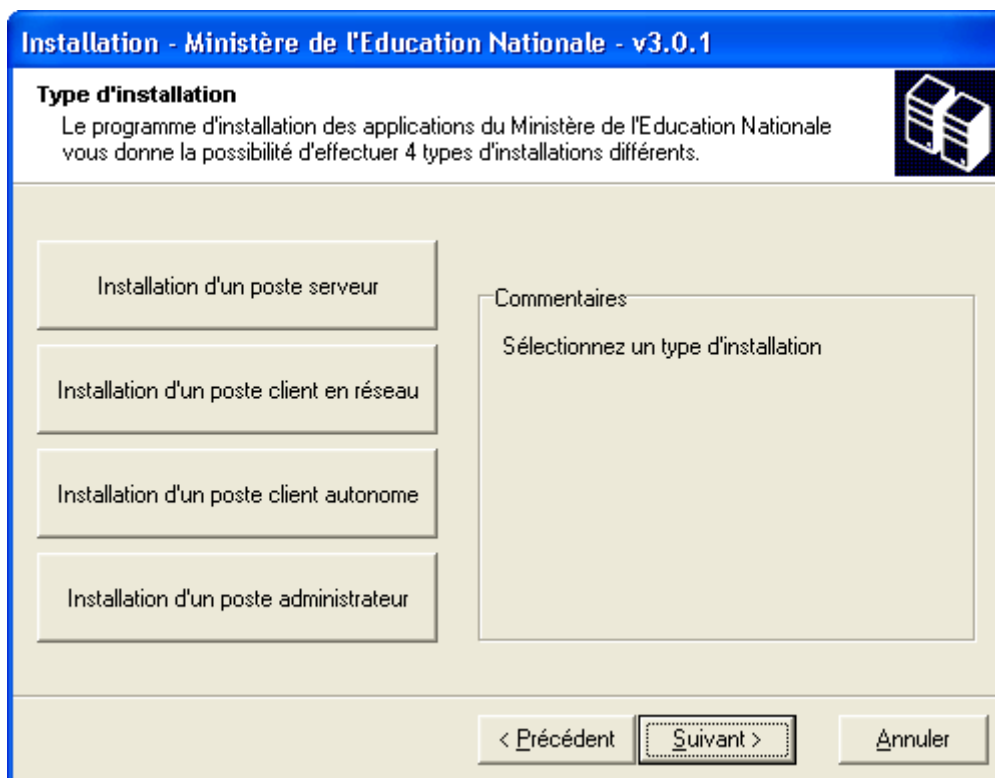 Installation - Ministère de l'Education Nationale - v3.0.1
Type d'installation
Le programme d'installation des applications du Ministère de l'Education Nationale
vous donne la possibilité d'effectuer 4 types d'installations différents.
Installation d'un poste serveur
Installation d'un poste client en réseau
Installation d'un poste client autonome
Installation d'un poste administrateur
Commentaires
Sélectionnez un type d'installation
< Précédent
Suivant >
Annuler